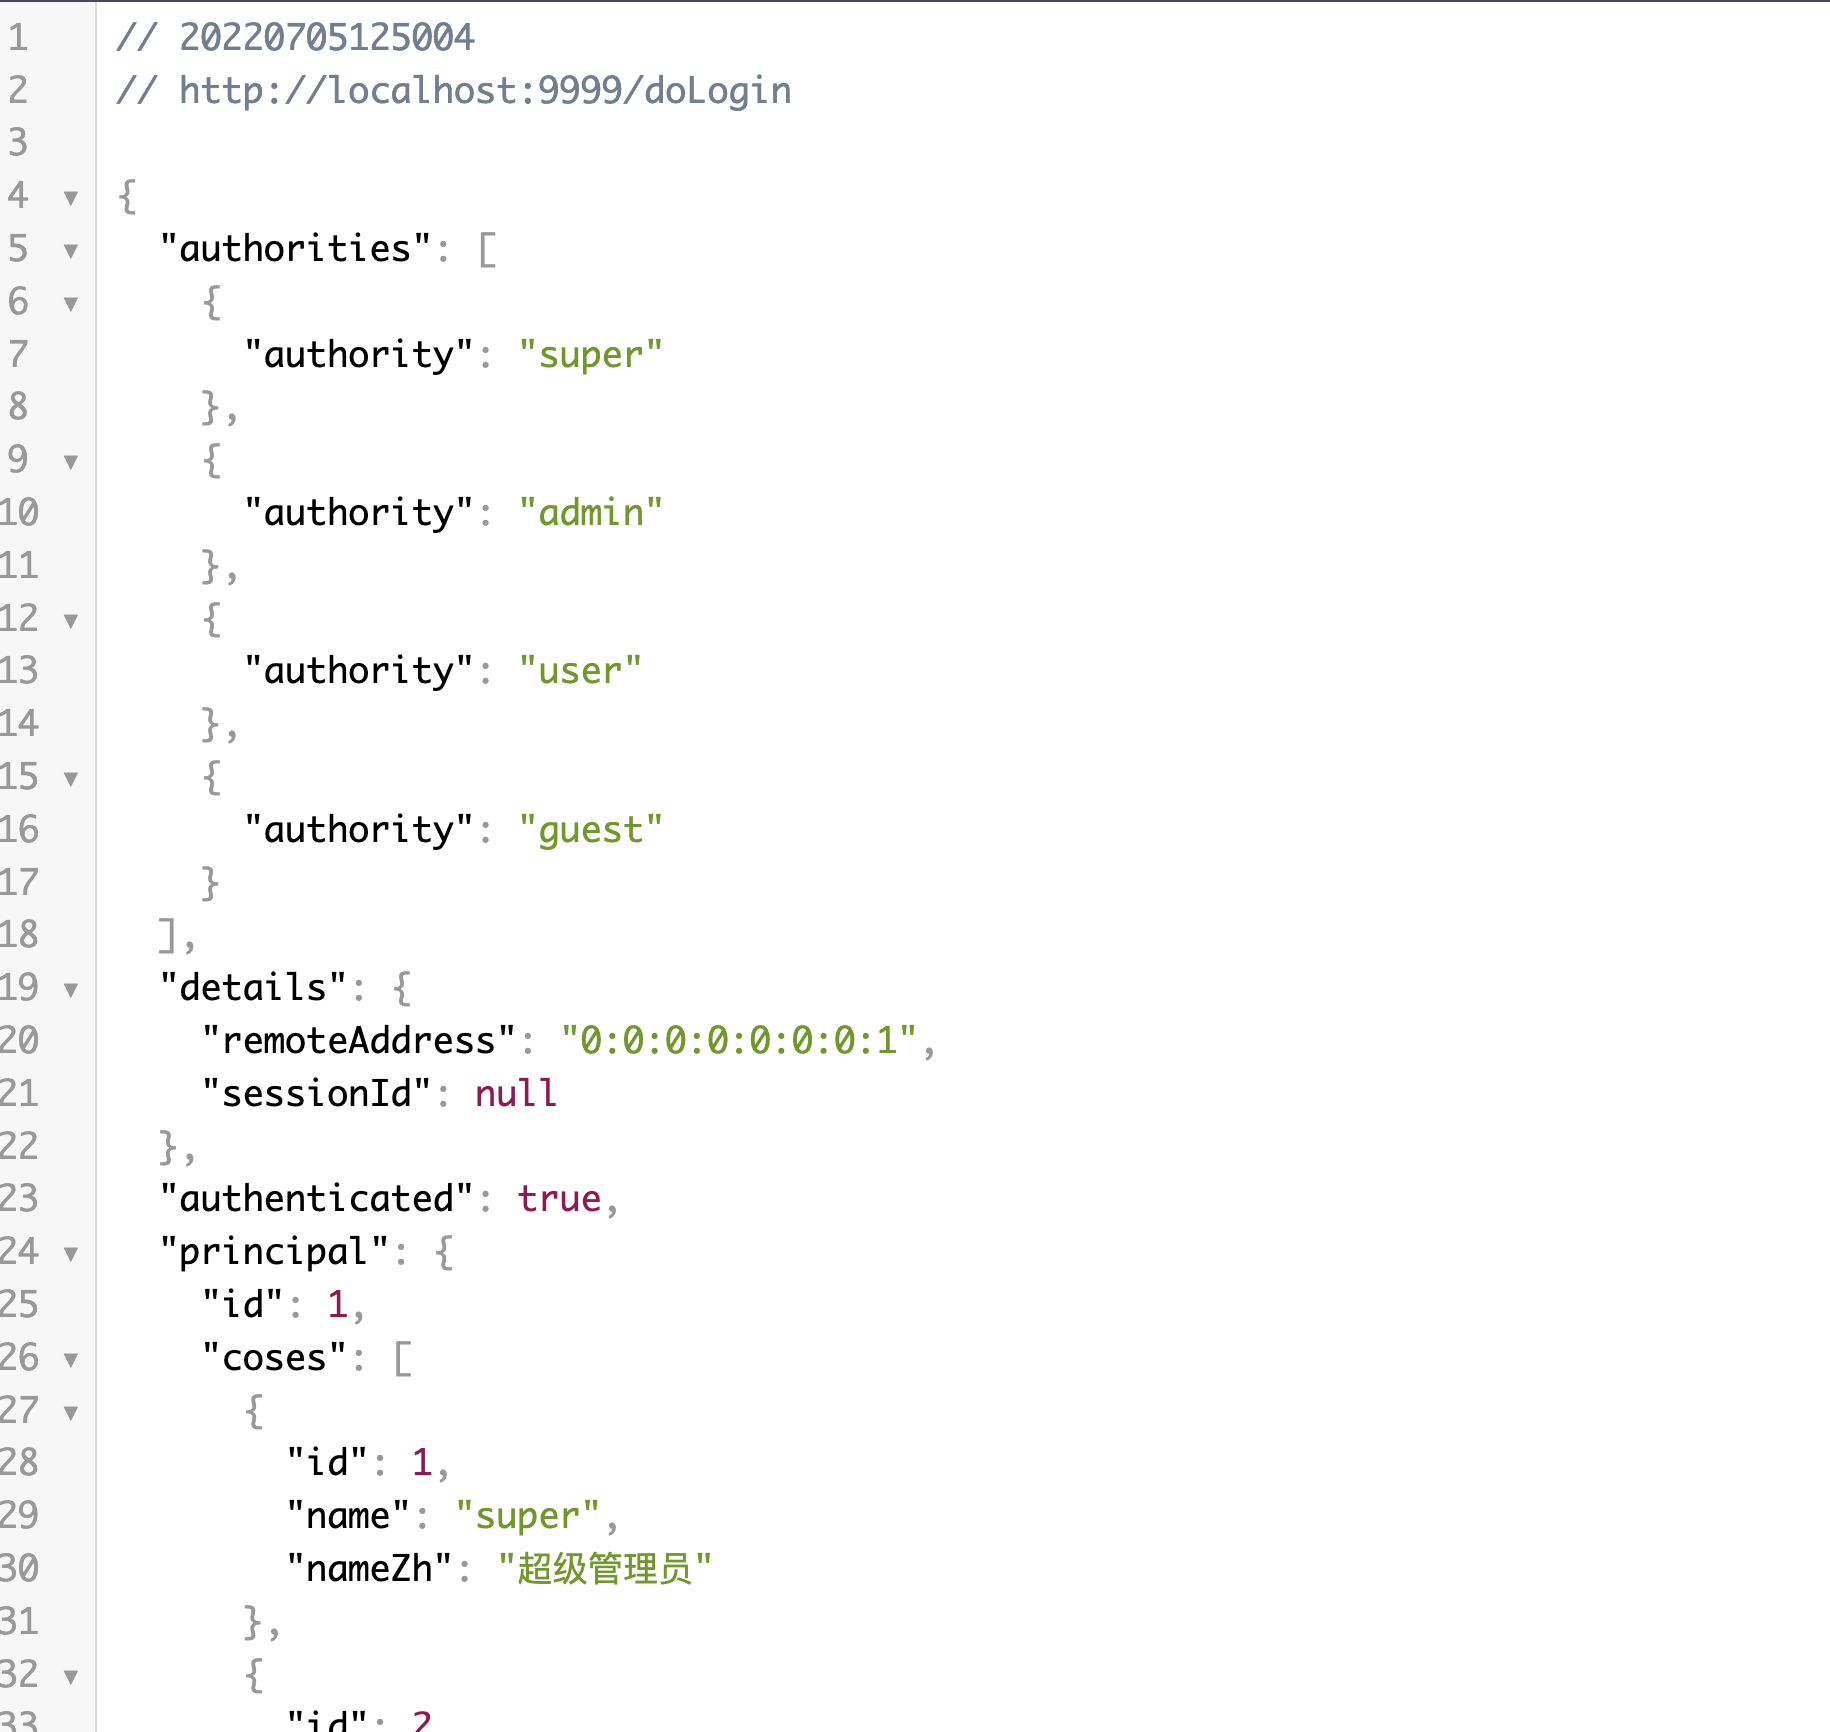 1 // 20220705125004
2 // http://localhost:9999/doLogin
3
4 ▼ {
5 ▼ "authorities": [
6 ▼ {
7 "authority": "super"
8 },
9 ▼ {
10 "authority": "admin"
11 },
12 ▼ {
13 "authority": "user"
14 },
15 ▼ {
16 "authority": "guest"
17 }
18 ],
19 ▼ "details": {
20 "remoteAddress": "0:0:0:0:0:0:0:1",
21 "sessionId": null
22 },
23 "authenticated": true,
24 ▼ "principal": {
25 "id": 1,
26 ▼ "coses": [
27 ▼ {
28 "id": 1,
29 "name": "super",
30 "nameZh": "超级管理员"
31 },
32 ▼ {
33 "id": 2